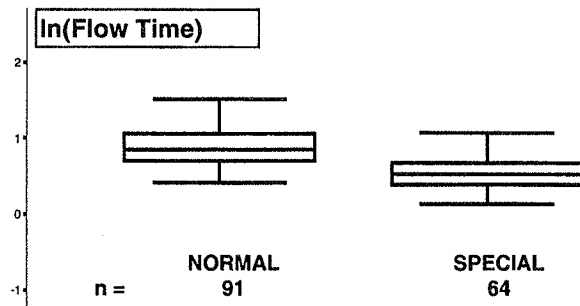 ln(Flow Time)
2
1
0
-1
NORMAL SPECIAL
n = 91 64